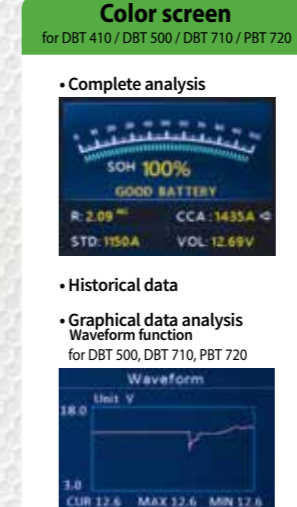 Color screen
for DBT 410 / DBT 500 / DBT 710 / PBT 720
• Complete analysis
SOH 100%
GOOD BATTERY
R: 2.09 mΩ CCA: 1435A
STD: 1150A VOL: 12.69V
• Historical data
• Graphical data analysis
Waveform function
for DBT 500, DBT 710, PBT 720
Waveform
Unit V
18.0
3.0
CUR 12.6 MAX 12.6 MIN 12.6